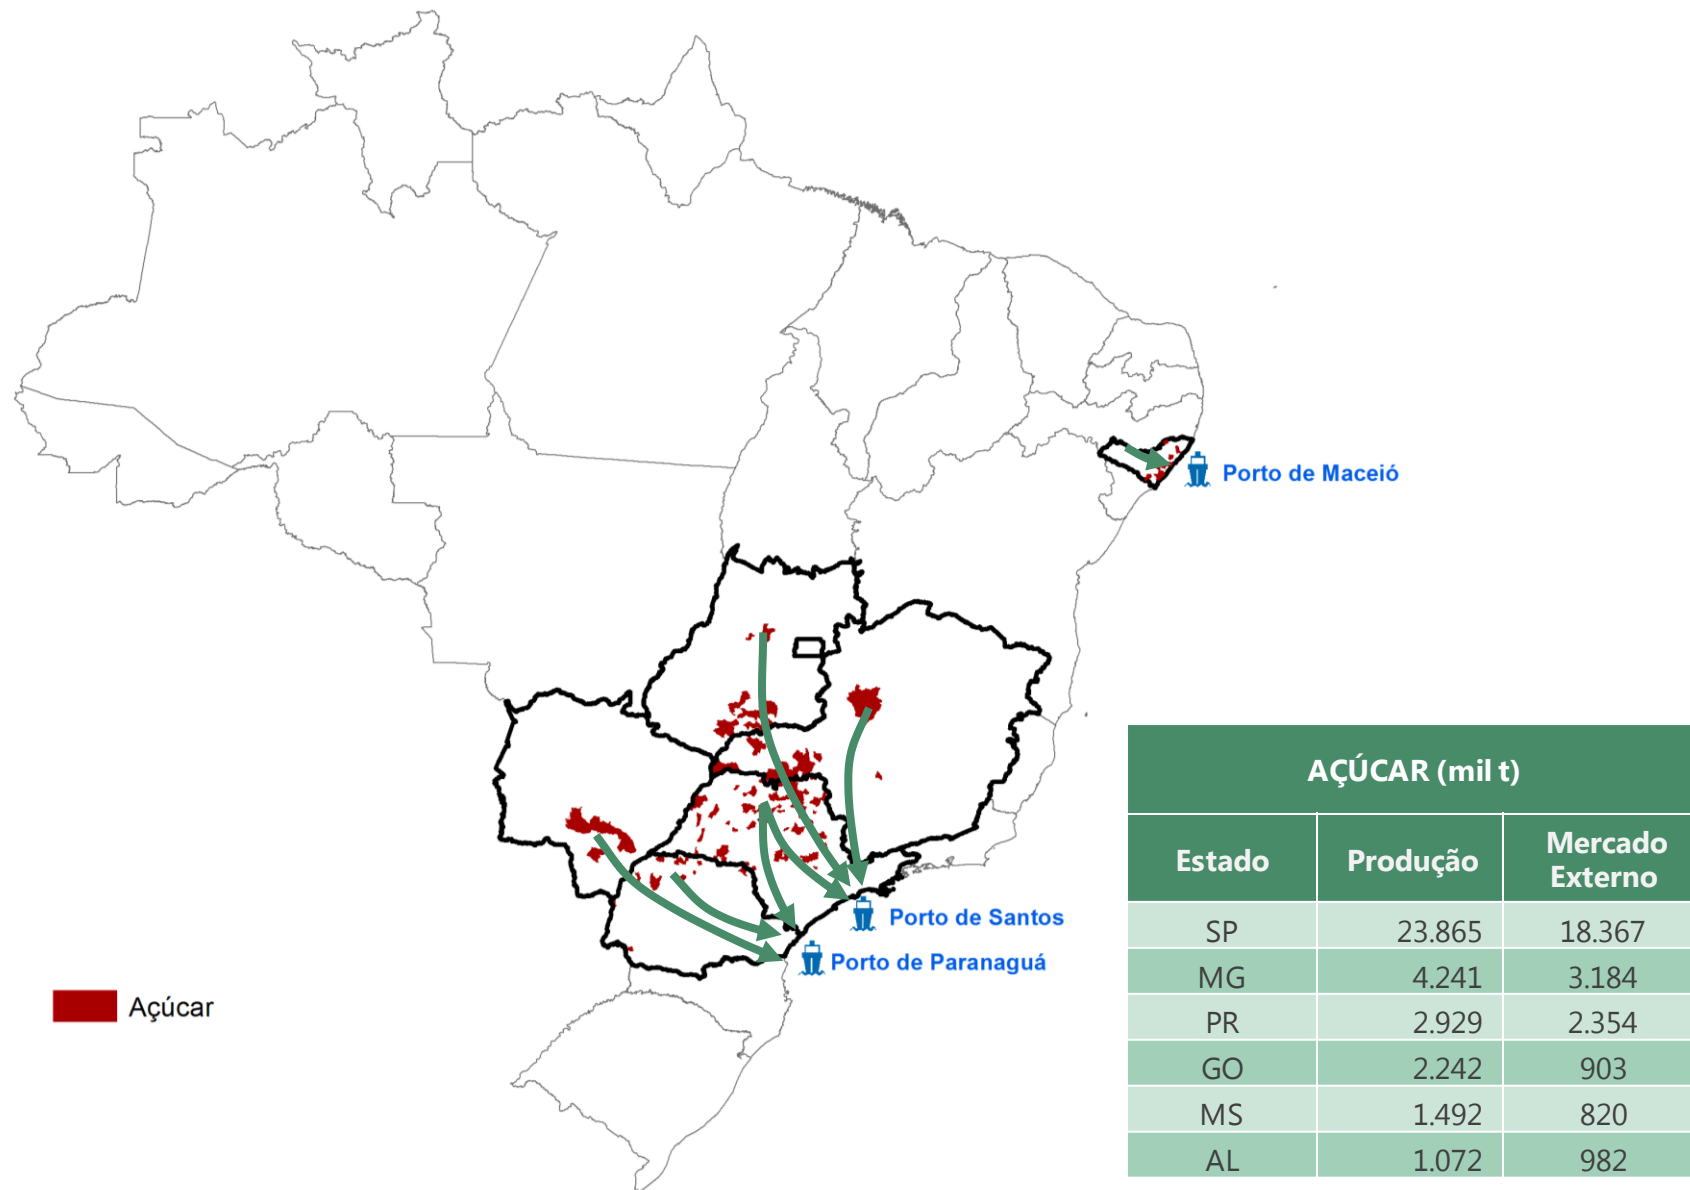 Porto de Maceió
Porto de Santos
Porto de Paranaguá
Açúcar
AÇÚCAR (mil t)
Estado Produção Mercado Externo
SP 23.865 18.367
MG 4.241 3.184
PR 2.929 2.354
GO 2.242 903
MS 1.492 820
AL 1.072 982